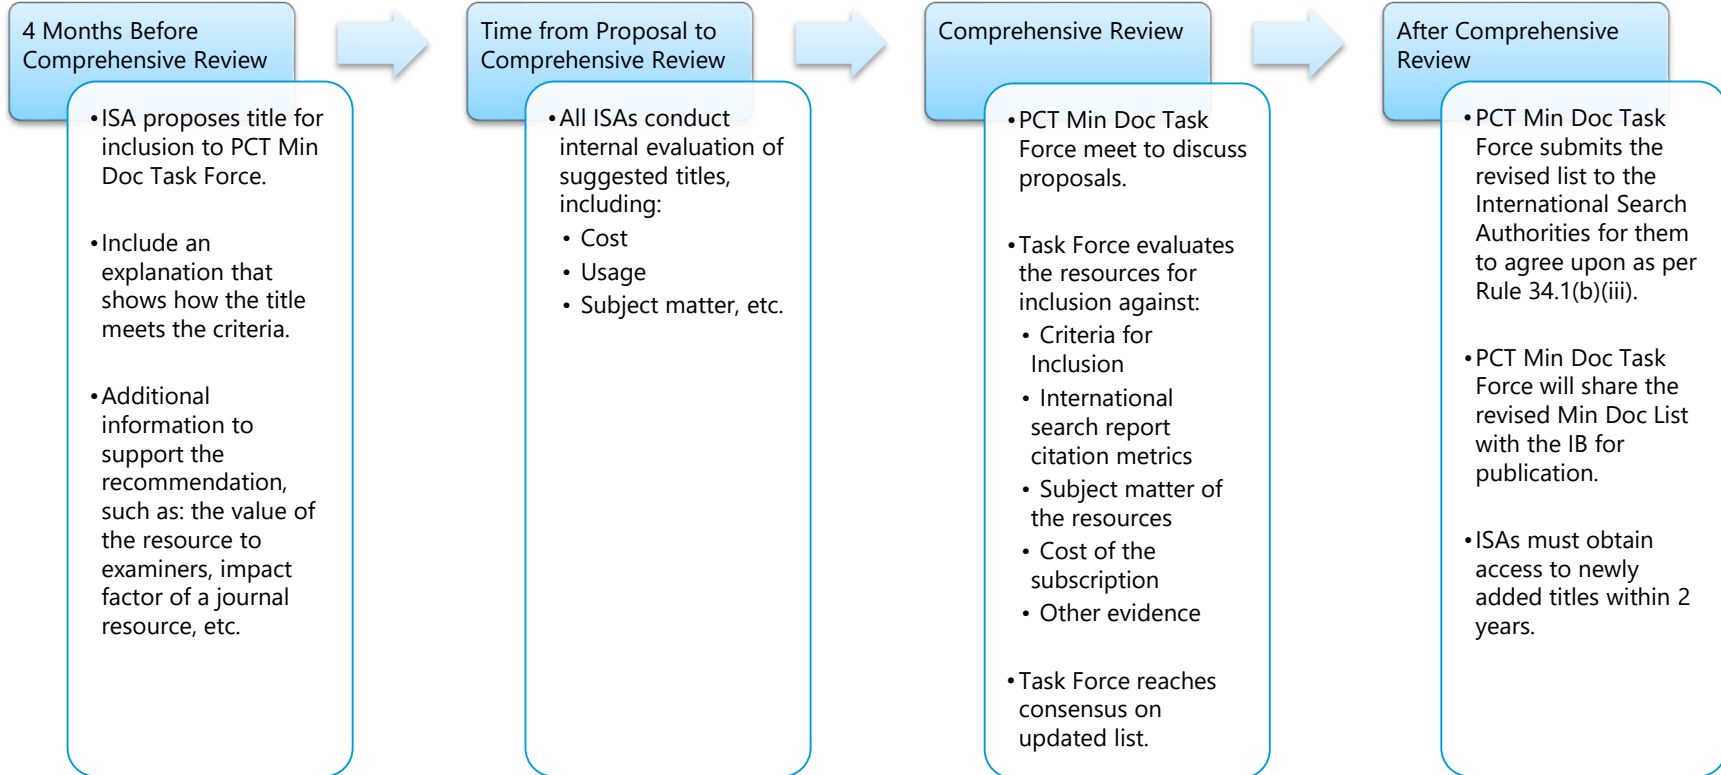 4 Months Before
Comprehensive Review
•ISA proposes title for
inclusion to PCT Min
Doc Task Force.
•Include an
explanation that
shows how the title
meets the criteria.
•Additional
information to
support the
recommendation,
such as: the value of
the resource to
examiners, impact
factor of a journal
resource, etc.
Time from Proposal to
Comprehensive Review
•All ISAs conduct
internal evaluation of
suggested titles,
including:
• Cost
• Usage
• Subject matter, etc.
Comprehensive Review
•PCT Min Doc Task
Force meet to discuss
proposals.
•Task Force evaluates
the resources for
inclusion against:
• Criteria for
Inclusion
• International
search report
citation metrics
• Subject matter of
the resources
• Cost of the
subscription
• Other evidence
•Task Force reaches
consensus on
updated list.
After Comprehensive
Review
•PCT Min Doc Task
Force submits the
revised list to the
International Search
Authorities for them
to agree upon as per
Rule 34.1(b)(iii).
•PCT Min Doc Task
Force will share the
revised Min Doc List
with the IB for
publication.
•ISAs must obtain
access to newly
added titles within 2
years.